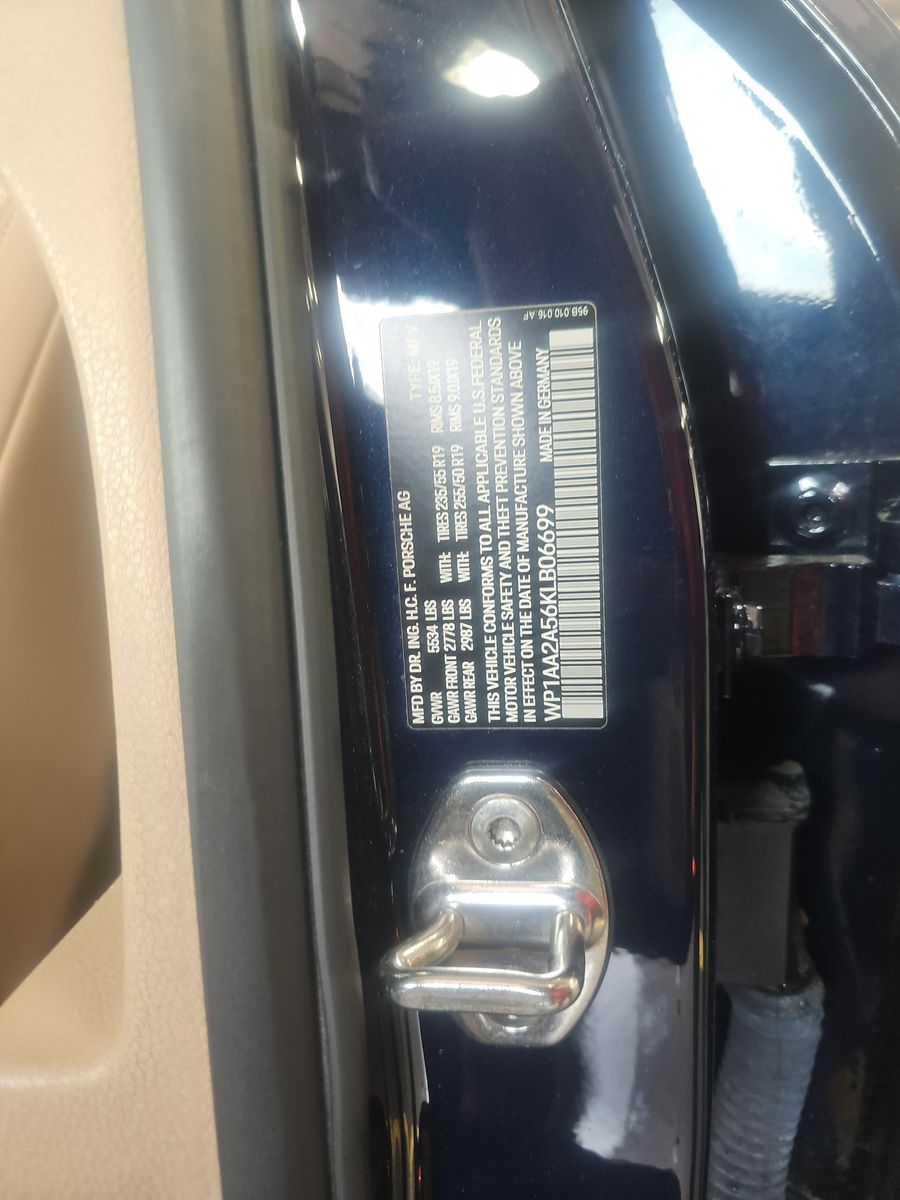 MFD BY DR. ING. H.C. F. PORSCHE AG
GVWR 5534 LBS TYPE: MPV
GAWR FRONT 2778 LBS WITH: TIRES 235/55 R19 RIMS 8.0JX19
GAWR REAR 2987 LBS WITH: TIRES 255/50 R19 RIMS 9.0JX19
THIS VEHICLE CONFORMS TO ALL APPLICABLE U.S. FEDERAL
MOTOR VEHICLE SAFETY AND THEFT PREVENTION STANDARDS
IN EFFECT ON THE DATE OF MANUFACTURE SHOWN ABOVE
WP1AA2A56KLB06699 MADE IN GERMANY
95B.010.016 AF